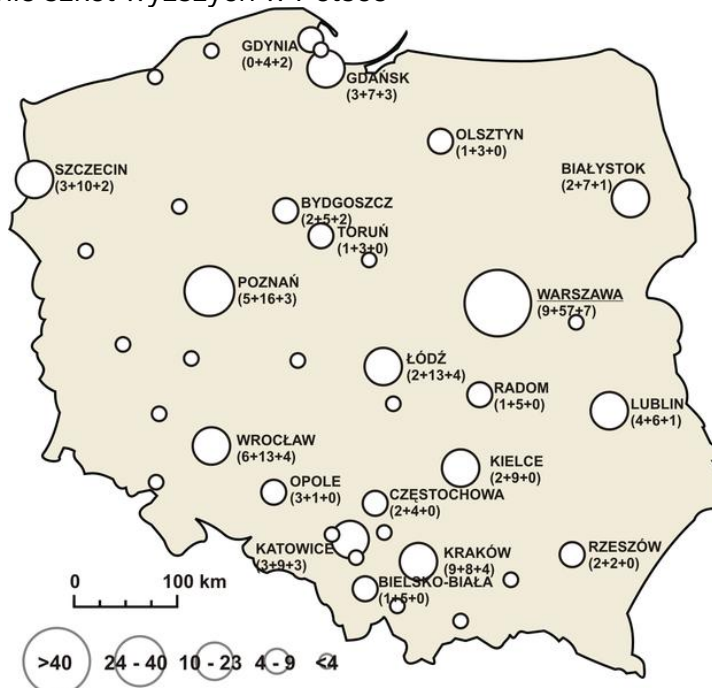 GDYNIA
(0+4+2)
GDAŃSK
(3+7+3)
OLSZTYN
(1+3+0)
SZCZECIN
(3+10+2)
BIAŁYSTOK
(2+7+1)
BYDGOSZCZ
(2+5+2)
TORUŃ
(1+3+0)
POZNAŃ
(5+16+3)
WARSZAWA
(9+57+7)
ŁÓDŹ
(2+13+4)
RADOM
(1+5+0)
LUBLIN
(4+6+1)
WROCŁAW
(6+13+4)
KIELCE
(2+9+0)
OPOLE
(3+1+0)
CZĘSTOCHOWA
(2+4+0)
KATOWICE
(3+9+3)
KRAKÓW
(9+8+4)
RZESZÓW
(2+2+0)
BIELSKO-BIAŁA
(1+5+0)
0 100 km
>40 24 - 40 10 - 23 4 - 9 <4